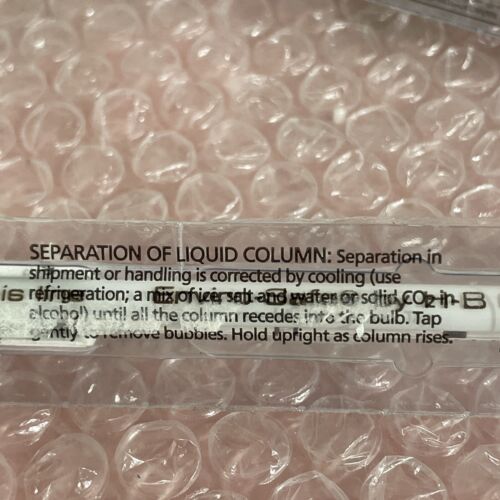 SEPARATION OF LIQUID COLUMN: Separation in
shipment or handling is corrected by cooling (use
refrigeration; a mix of ice, salt and water or solid CO2 in
alcohol) until all the column recedes into the bulb. Tap
gently to remove bubbles. Hold upright as column rises.